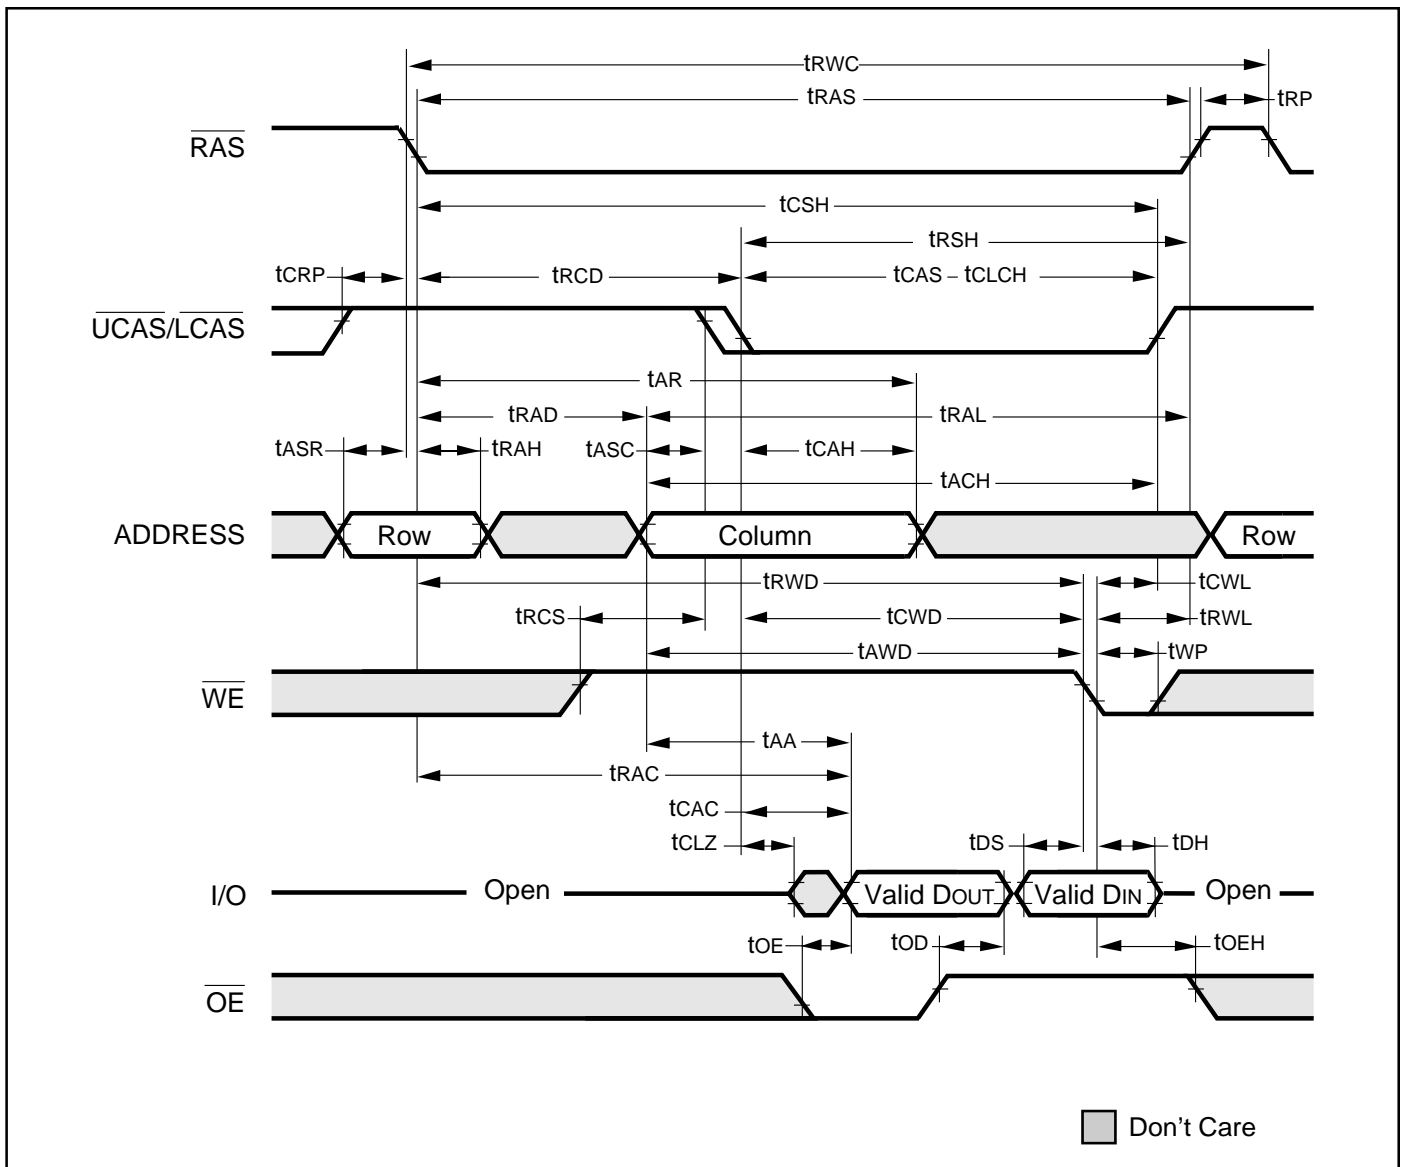 tRWC
tRAS
tRP
RAS
tCSH
tRSH
tCRP
tRCD
tCAS – tCLCH
UCAS/LCAS
tAR
tRAD
tRAL
tASR
tRAH
tASC
tCAH
tACH
ADDRESS
Row
Column
Row
tRWD
tCWL
tRCS
tCWD
tRWL
tAWD
tWP
WE
tAA
tRAC
tCAC
tCLZ
tDS
tDH
I/O
Open
Valid DOUT
Valid DIN
Open
tOE
tOD
tOEH
OE
Don't Care